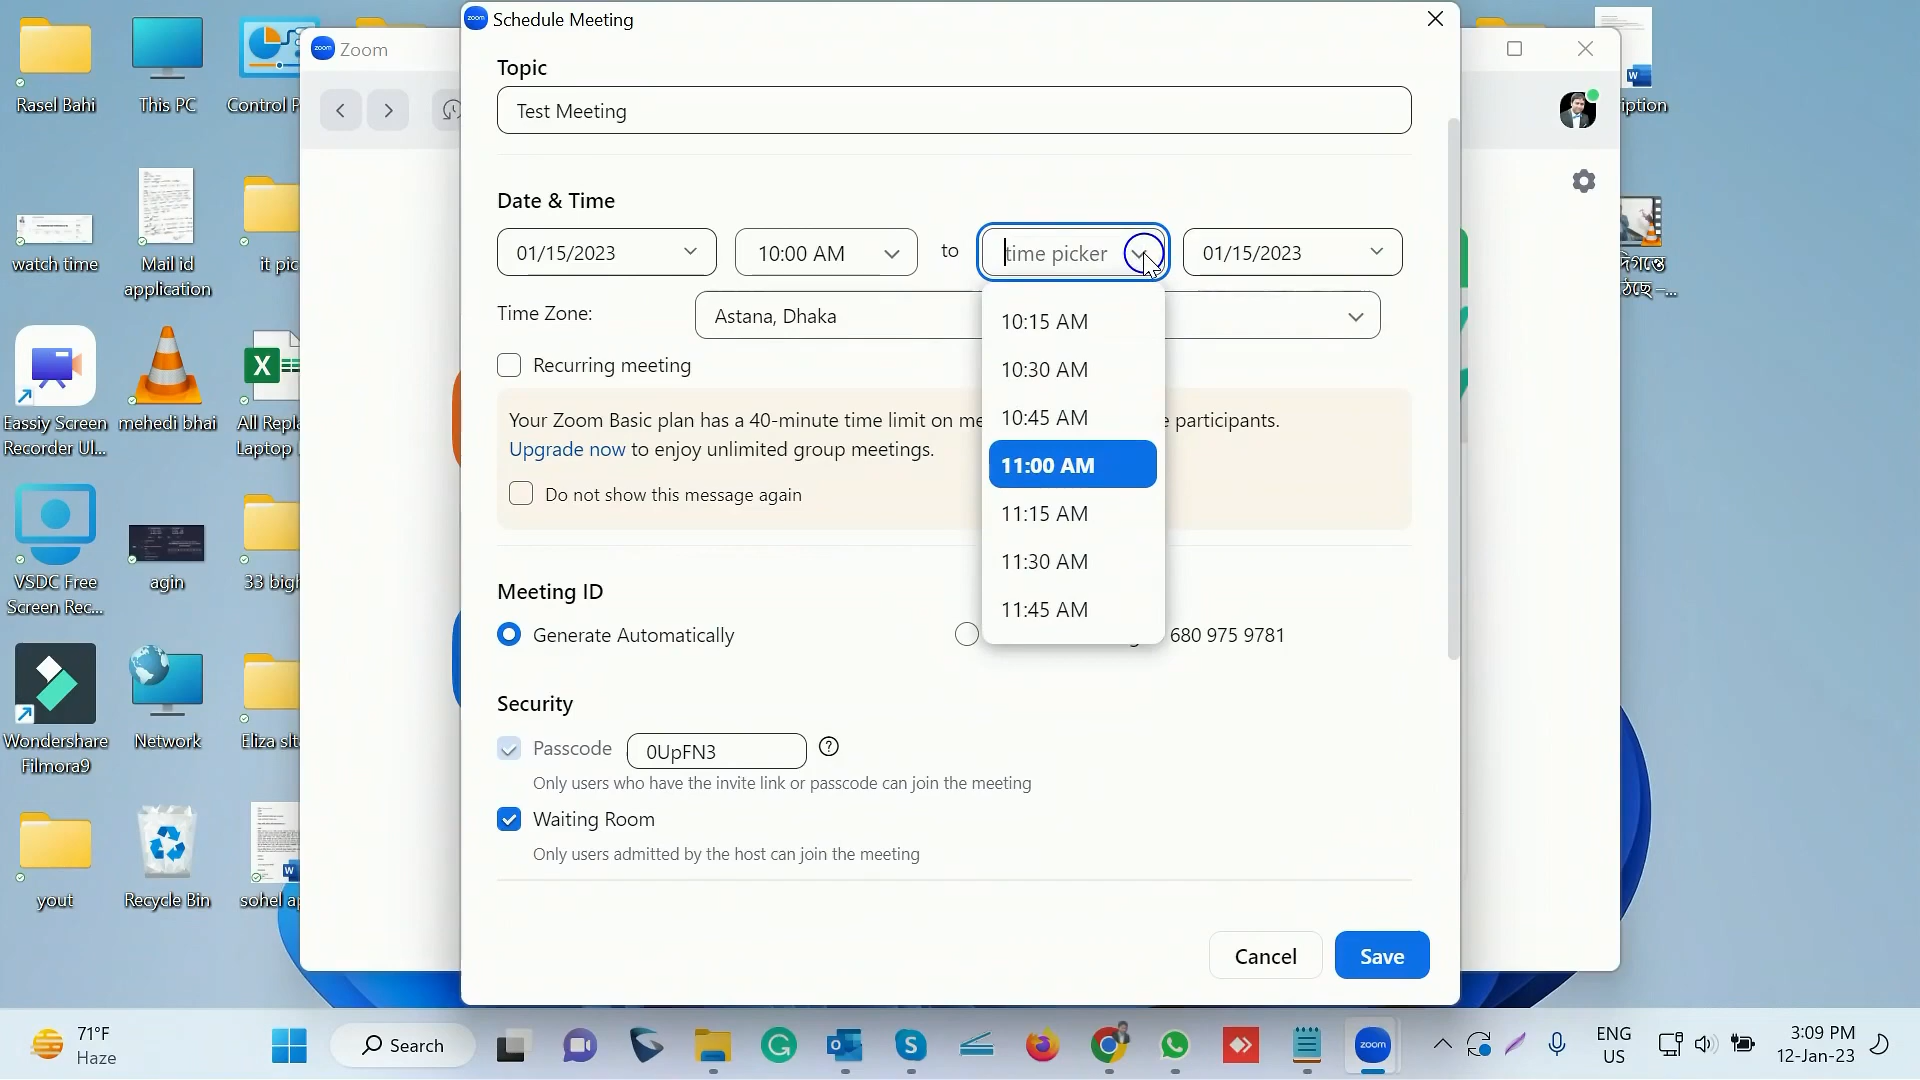 zoom Schedule Meeting
Topic
Test Meeting
Date & Time
01/15/2023
10:00 AM
to
time picker
01/15/2023
10:15 AM
10:30 AM
10:45 AM
11:00 AM
11:15 AM
11:30 AM
11:45 AM
Time Zone:
Astana, Dhaka
Recurring meeting
Your Zoom Basic plan has a 40-minute time limit on me
participants.
Upgrade now to enjoy unlimited group meetings.
Do not show this message again
Meeting ID
Generate Automatically
680 975 9781
Security
Passcode
0UpFN3
Only users who have the invite link or passcode can join the meeting
Waiting Room
Only users admitted by the host can join the meeting
Cancel
Save
zoom Zoom
Rasel Bahi
This PC
Control P
watch time
Mail id
application
it pic
Eassiy Screen
Recorder Ul...
mehedi bhai
All Repla
Laptop
VSDC Free
Screen Rec...
agin
33 bigh
Wondershare
Filmora9
Network
Eliza slt
yout
Recycle Bin
sohel ap
iption
71°F
Haze
Search
zoom
ENG
US
3:09 PM
12-Jan-23